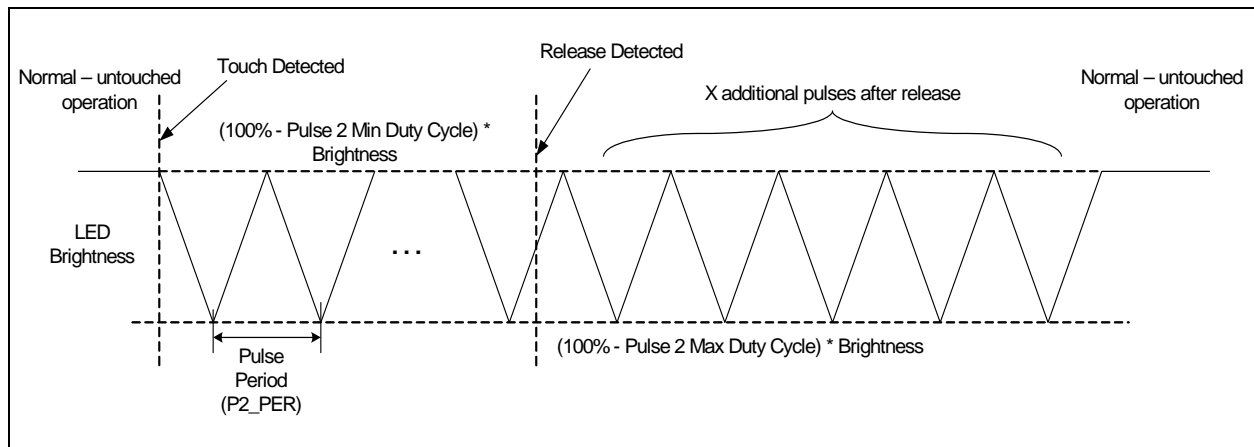 Normal – untouched
operation
Touch Detected
Release Detected
X additional pulses after release
Normal – untouched
operation
(100% - Pulse 2 Min Duty Cycle) *
Brightness
LED
Brightness
. . .
(100% - Pulse 2 Max Duty Cycle) * Brightness
Pulse
Period
(P2_PER)